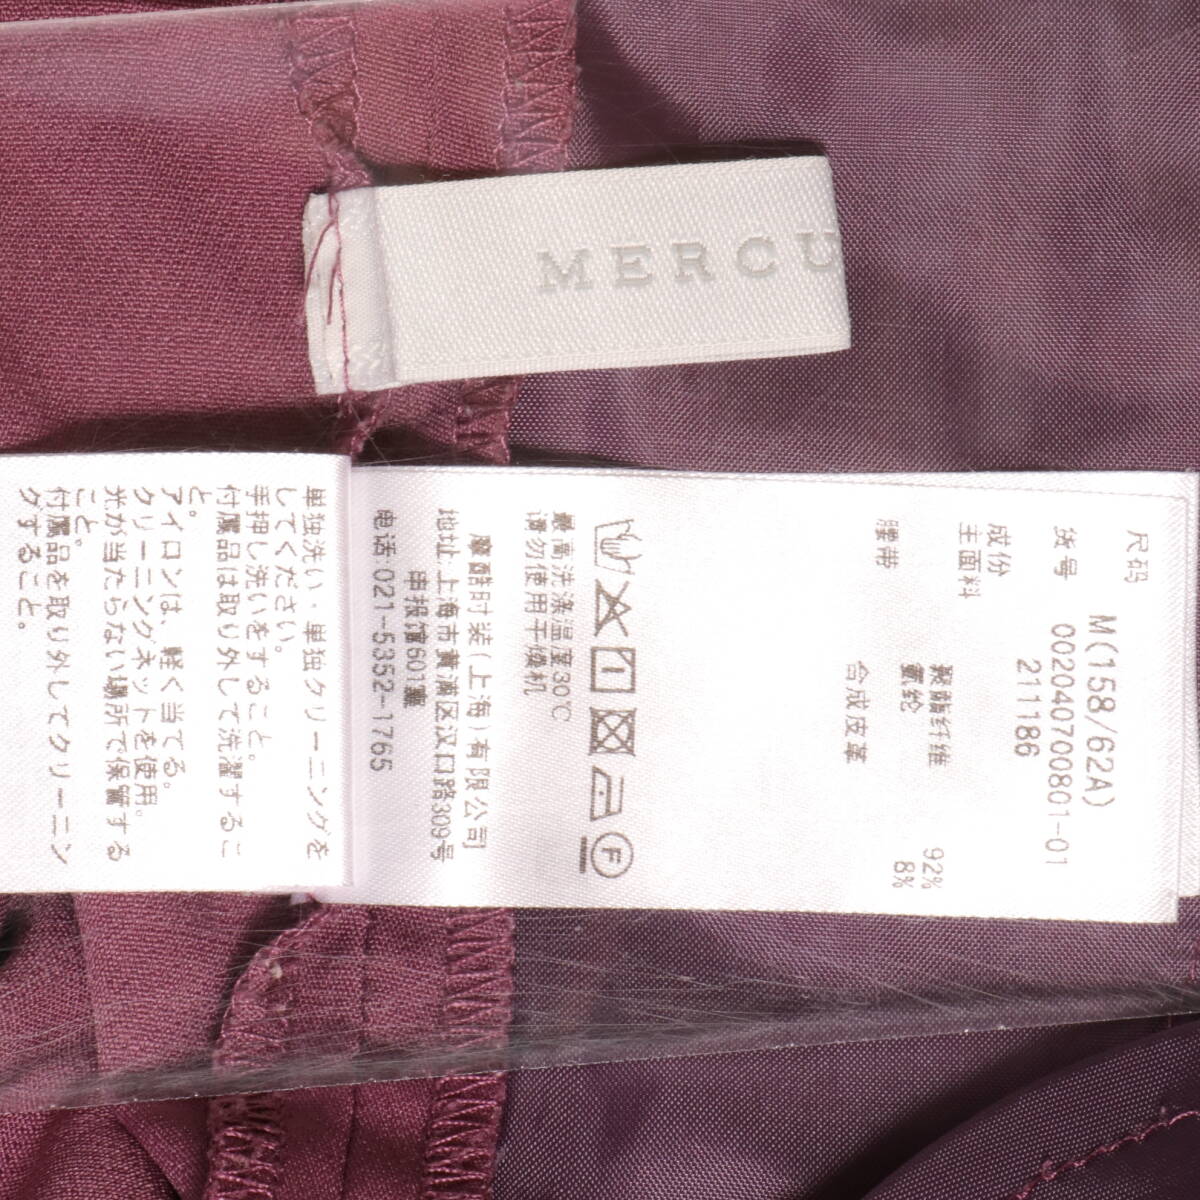 MERCU
尺码
M(158/62A)
货号
002040700801-01
211186
成份
主面料
聚酯纤维 92%
氨纶 8%
腰带
合成皮革
最高洗涤温度30℃
请勿使用干燥机
摩酷时装(上海)有限公司
地址:上海市黄浦区汉口路309号
申报馆601室
电话:021-5352-1765
単独洗い・単独クリーニングを
してください。
手押し洗いをすること。
付属品は取り外して洗濯するこ
と。
アイロンは、軽く当てる。
クリーニングネットを使用。
光が当たらない場所で保管する
こと。
付属品を取り外してクリーニン
グすること。